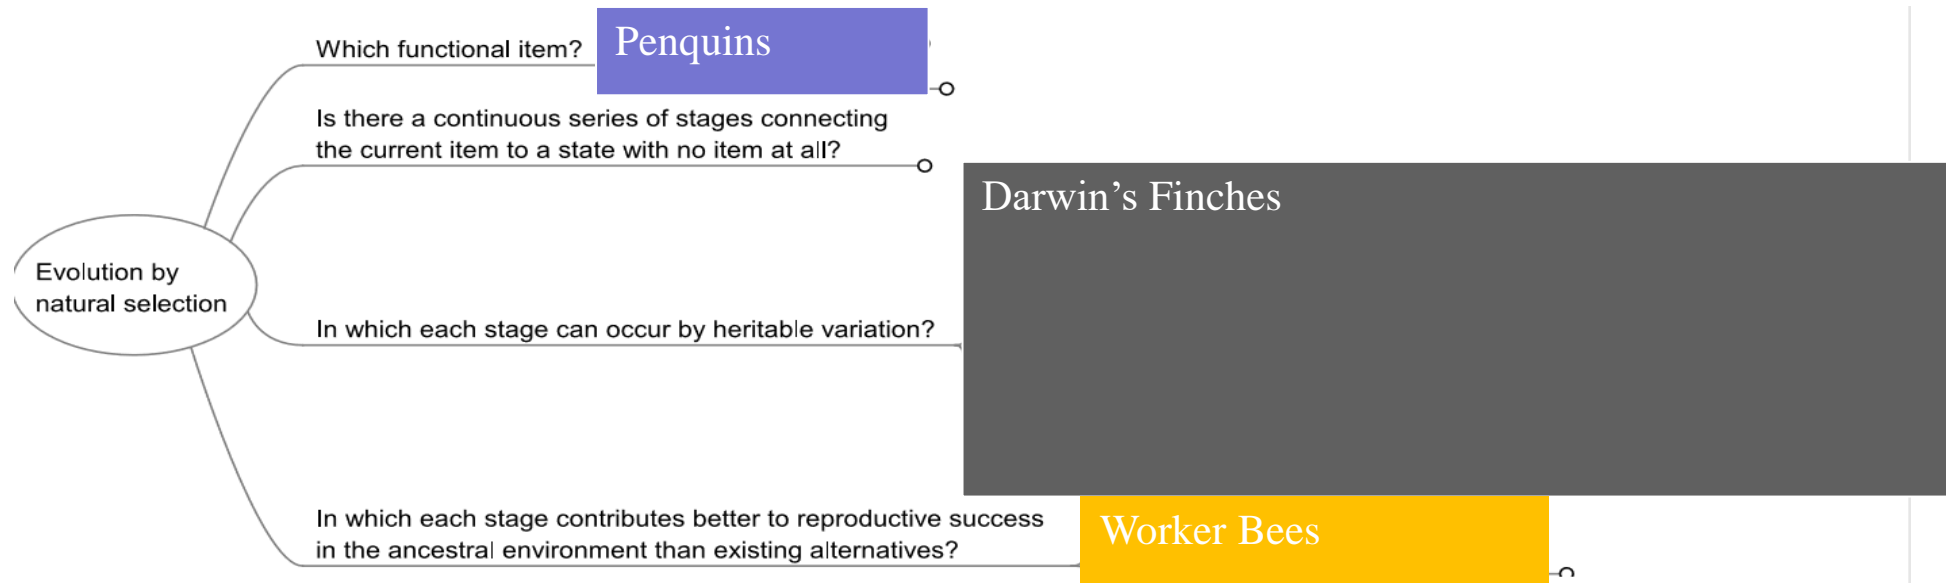 Which functional item?
Penquins
Is there a continuous series of stages connecting
the current item to a state with no item at all?
Darwin’s Finches
Evolution by
natural selection
In which each stage can occur by heritable variation?
In which each stage contributes better to reproductive success
in the ancestral environment than existing alternatives?
Worker Bees